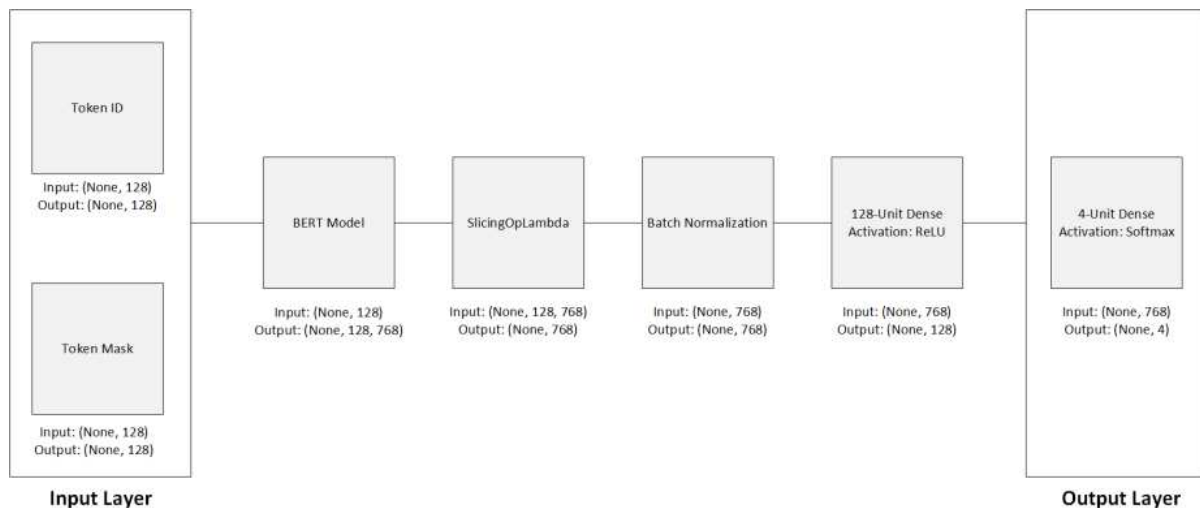 Token ID
Input: (None, 128)
Output: (None, 128)
Token Mask
Input: (None, 128)
Output: (None, 128)
Input Layer
BERT Model
Input: (None, 128)
Output: (None, 128, 768)
SlicingOpLambda
Input: (None, 128, 768)
Output: (None, 768)
Batch Normalization
Input: (None, 768)
Output: (None, 768)
128-Unit Dense
Activation: ReLU
Input: (None, 768)
Output: (None, 128)
4-Unit Dense
Activation: Softmax
Input: (None, 768)
Output: (None, 4)
Output Layer